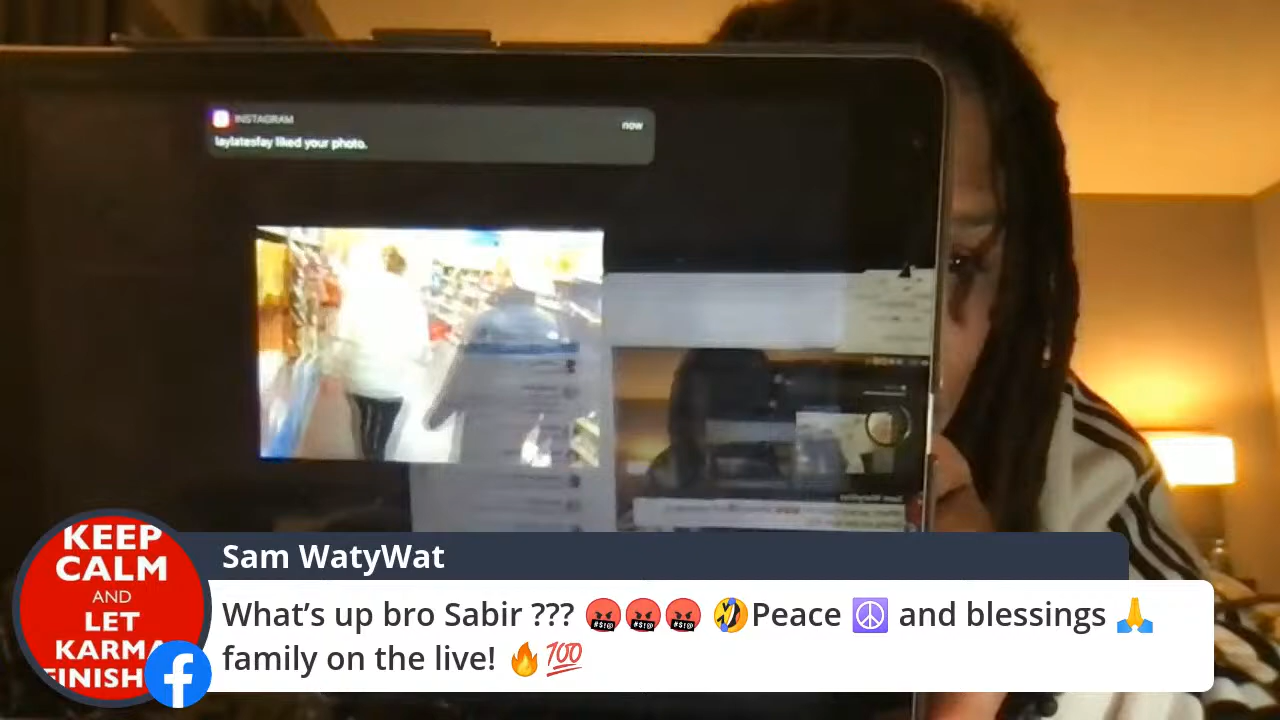 INSTAGRAM
now
laylatesfay liked your photo.
KEEP
CALM
AND
LET
KARMA
FINISH
Sam WatyWat
What’s up bro Sabir ??? 🤬🤬🤬 🤣Peace ☮️ and blessings 🙏
family on the live! 🔥💯